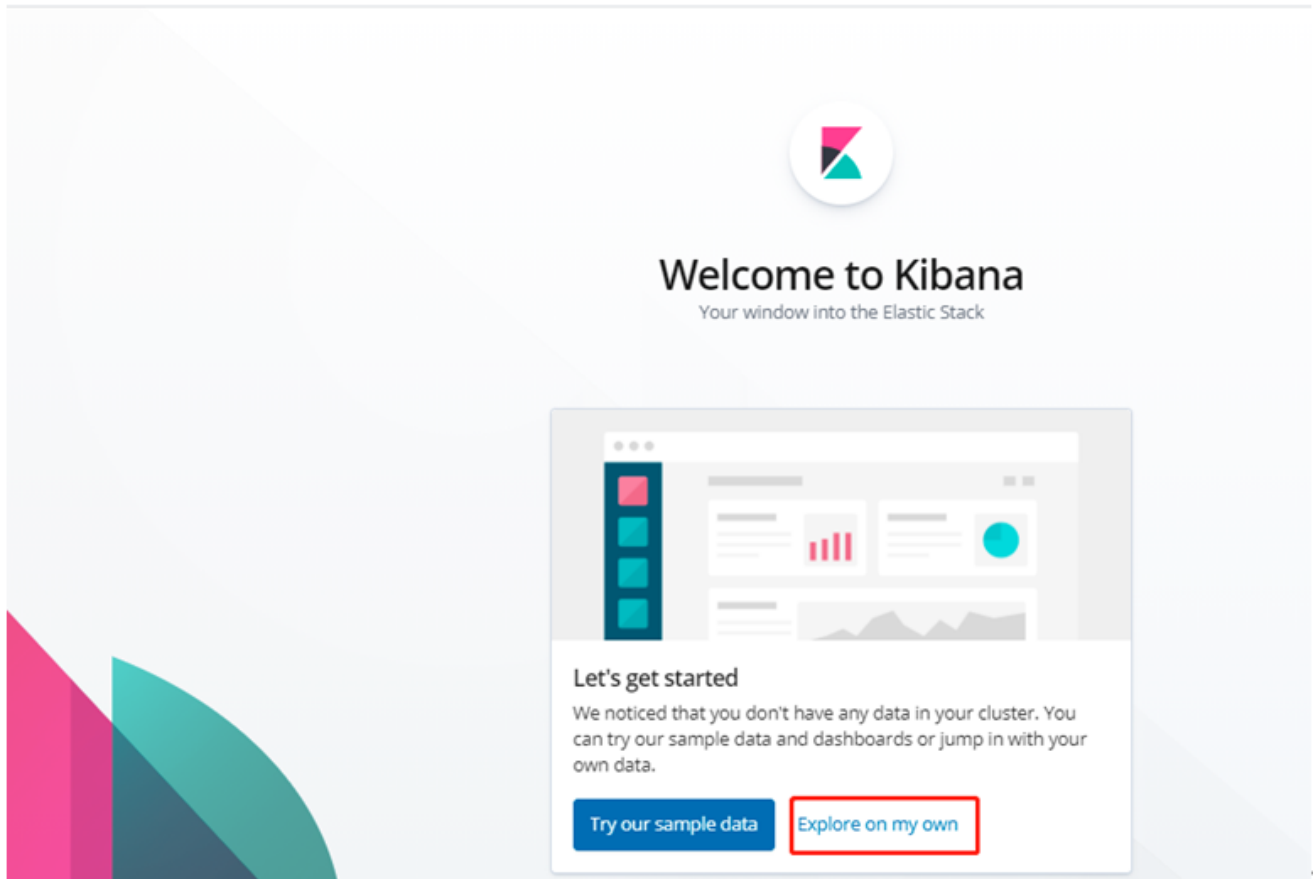 Welcome to Kibana
Your window into the Elastic Stack
Let's get started
We noticed that you don't have any data in your cluster. You
can try our sample data and dashboards or jump in with your
own data.
Try our sample data
Explore on my own